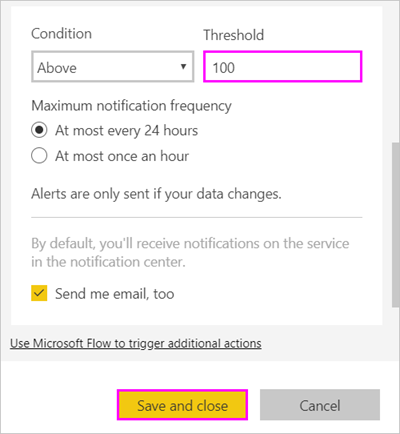 Condition Threshold
Above 100
Maximum notification frequency
At most every 24 hours
At most once an hour
Alerts are only sent if your data changes.
By default, you'll receive notifications on the service
in the notification center.
Send me email, too
Use Microsoft Flow to trigger additional actions
Save and close Cancel